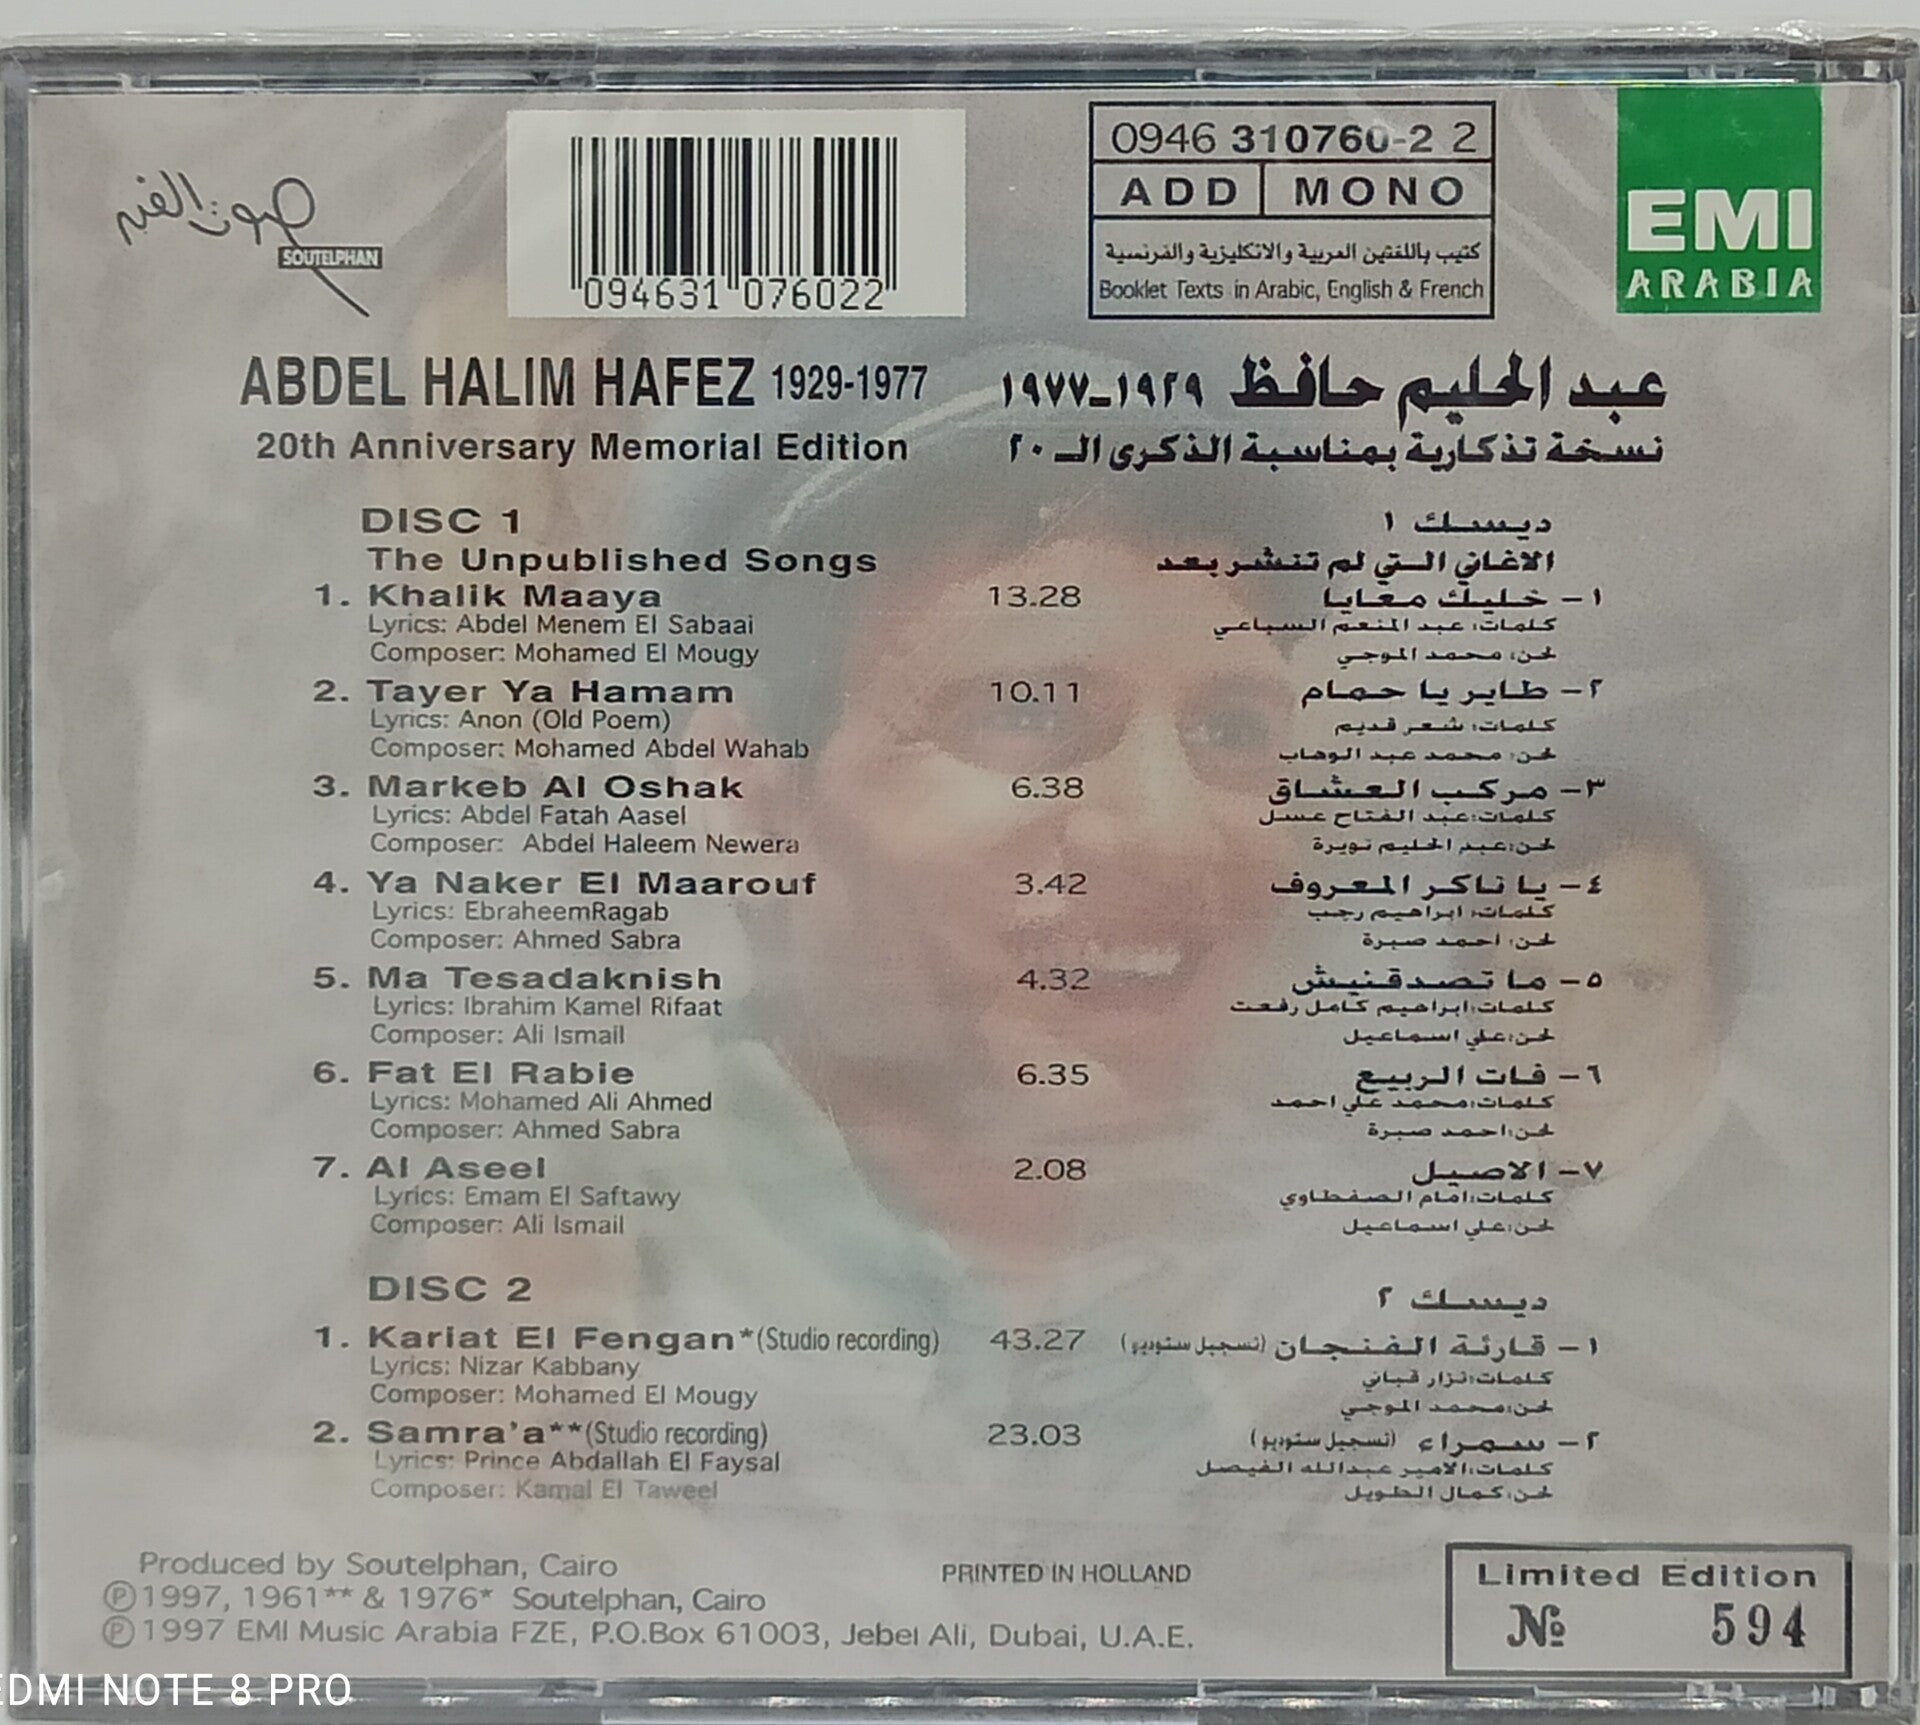 صوت الفن
SOUTELPHAN
094631 076022
0946 310760-2 2
ADD MONO
كتيب باللغتين العربية والانكليزية والفرنسية
Booklet Texts in Arabic, English & French
EMI
ARABIA
ABDEL HALIM HAFEZ 1929-1977
عبد الحليم حافظ ١٩٢٩-١٩٧٧
20th Anniversary Memorial Edition
نسخة تذكارية بمناسبة الذكرى الـ ٢٠
DISC 1
ديسك ١
The Unpublished Songs
الاغاني التي لم تنشر بعد
1. Khalik Maaya 13.28
١- خليك معايا
Lyrics: Abdel Menem El Sabaai
كلمات: عبد المنعم السباعي
Composer: Mohamed El Mougy
لحن: محمد الموجي
2. Tayer Ya Hamam 10.11
٢- طاير يا حمام
Lyrics: Anon (Old Poem)
كلمات: شعر قديم
Composer: Mohamed Abdel Wahab
لحن: محمد عبد الوهاب
3. Markeb Al Oshak 6.38
٣- مركب العشاق
Lyrics: Abdel Fatah Aasel
كلمات: عبد الفتاح عسل
Composer: Abdel Haleem Newera
لحن: عبد الحليم نويرة
4. Ya Naker El Maarouf 3.42
٤- يا ناكر المعروف
Lyrics: EbraheemRagab
كلمات: ابراهيم رجب
Composer: Ahmed Sabra
لحن: احمد صبرة
5. Ma Tesadaknish 4.32
٥- ما تصدقنيش
Lyrics: Ibrahim Kamel Rifaat
كلمات: ابراهيم كامل رفعت
Composer: Ali Ismail
لحن: علي اسماعيل
6. Fat El Rabie 6.35
٦- فات الربيع
Lyrics: Mohamed Ali Ahmed
كلمات: محمد علي احمد
Composer: Ahmed Sabra
لحن: احمد صبرة
7. Al Aseel 2.08
٧- الاصيل
Lyrics: Emam El Saftawy
كلمات: امام الصفطاوي
Composer: Ali Ismail
لحن: علي اسماعيل
DISC 2
ديسك ٢
1. Kariat El Fengan*(Studio recording) 43.27
١- قارئة الفنجان (تسجيل ستوديو)
Lyrics: Nizar Kabbany
كلمات: نزار قباني
Composer: Mohamed El Mougy
لحن: محمد الموجي
2. Samra'a**(Studio recording) 23.03
٢- سمراء (تسجيل ستوديو)
Lyrics: Prince Abdallah El Faysal
كلمات: الامير عبدالله الفيصل
Composer: Kamal El Taweel
لحن: كمال الطويل
Produced by Soutelphan, Cairo
PRINTED IN HOLLAND
℗1997, 1961** & 1976* Soutelphan, Cairo
℗1997 EMI Music Arabia FZE, P.O.Box 61003, Jebel Ali, Dubai, U.A.E.
Limited Edition
№ 594
EDMI NOTE 8 PRO